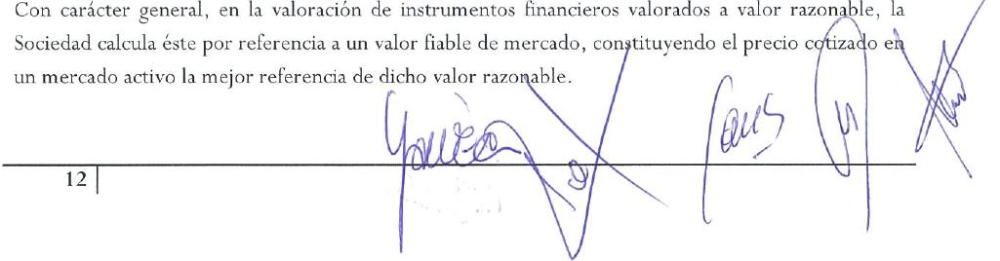 Con carácter general, en la valoración de instrumentos financieros valorados a valor razonable, la
Sociedad calcula éste por referencia a un valor fiable de mercado, constituyendo el precio cotizado en
un mercado activo la mejor referencia de dicho valor razonable.
12